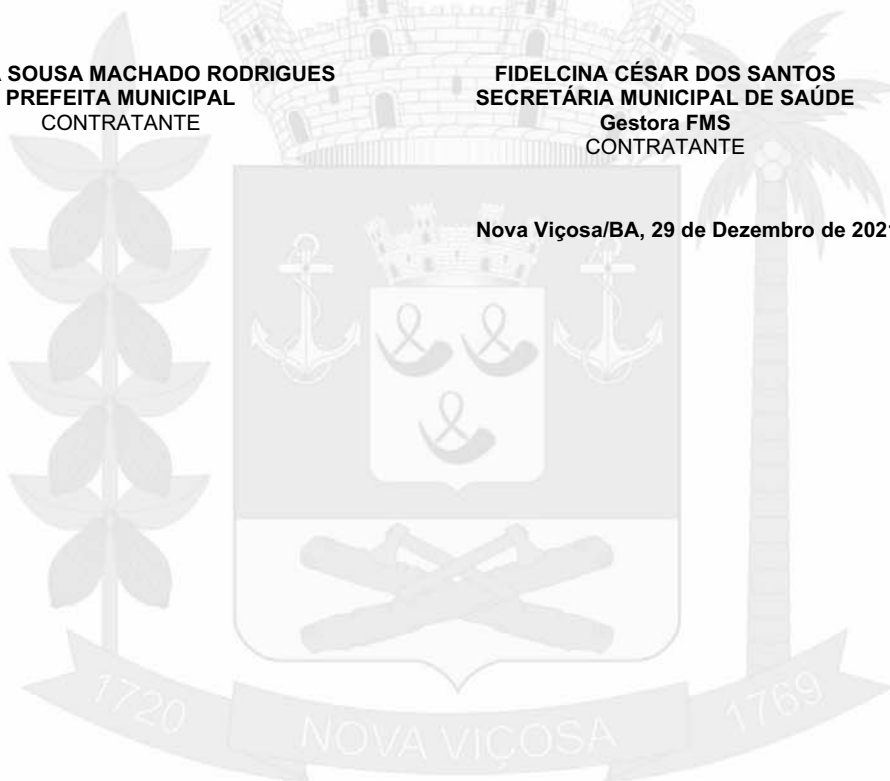 SOUSA MACHADO RODRIGUES
PREFEITA MUNICIPAL
CONTRATANTE
FIDELCINA CÉSAR DOS SANTOS
SECRETÁRIA MUNICIPAL DE SAÚDE
Gestora FMS
CONTRATANTE
Nova Viçosa/BA, 29 de Dezembro de 2021
1720
NOVA VIÇOSA
1769